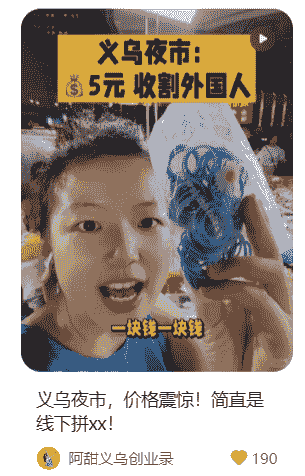 义乌夜市：
💰5元 收割外国人
一块钱一块钱
义乌夜市，价格震惊！简直是
线下拼xx！
阿甜义乌创业录
190